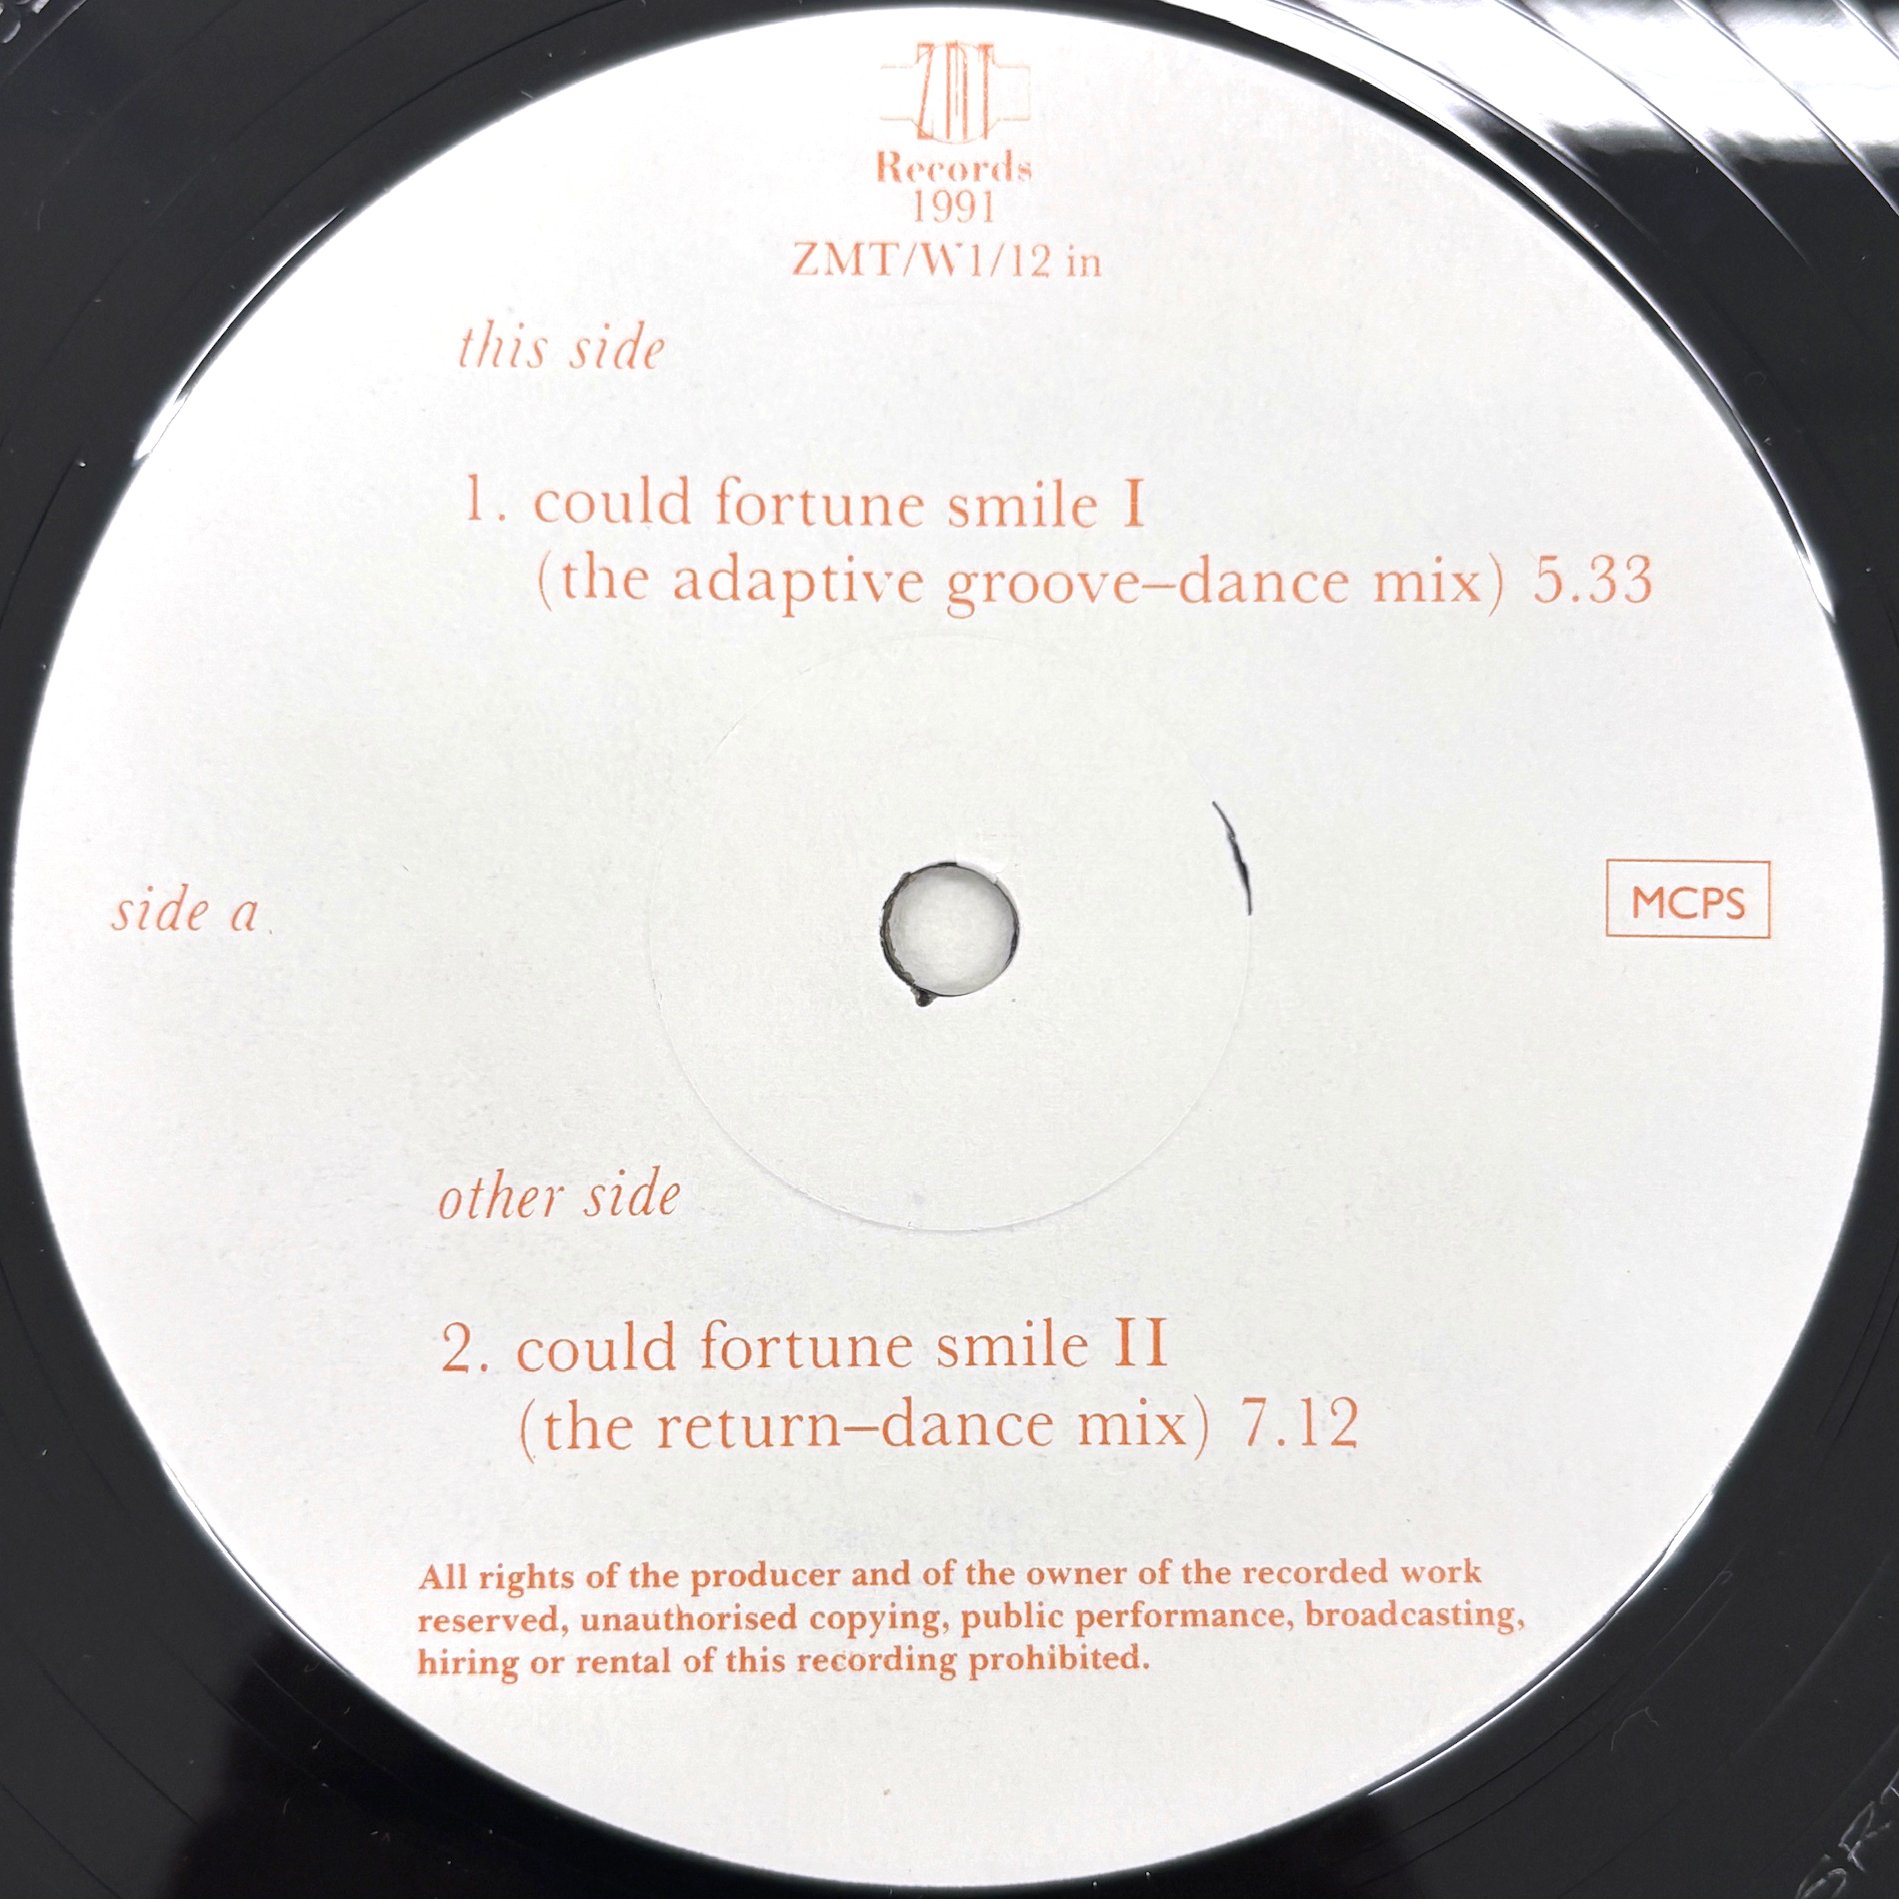 ZMT
Records
1991
ZMT/W1/12 in
this side
1. could fortune smile I
(the adaptive groove–dance mix) 5.33
side a.
MCPS
other side
2. could fortune smile II
(the return–dance mix) 7.12
All rights of the producer and of the owner of the recorded work
reserved, unauthorised copying, public performance, broadcasting,
hiring or rental of this recording prohibited.